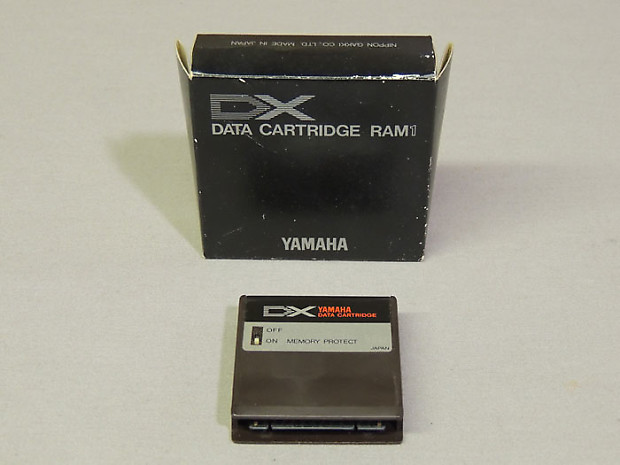 NIPPON GAKKI CO., LTD. MADE IN JAPAN
DX
DATA CARTRIDGE RAM1
YAMAHA
DX YAMAHA
DATA CARTRIDGE
OFF
ON MEMORY PROTECT
JAPAN